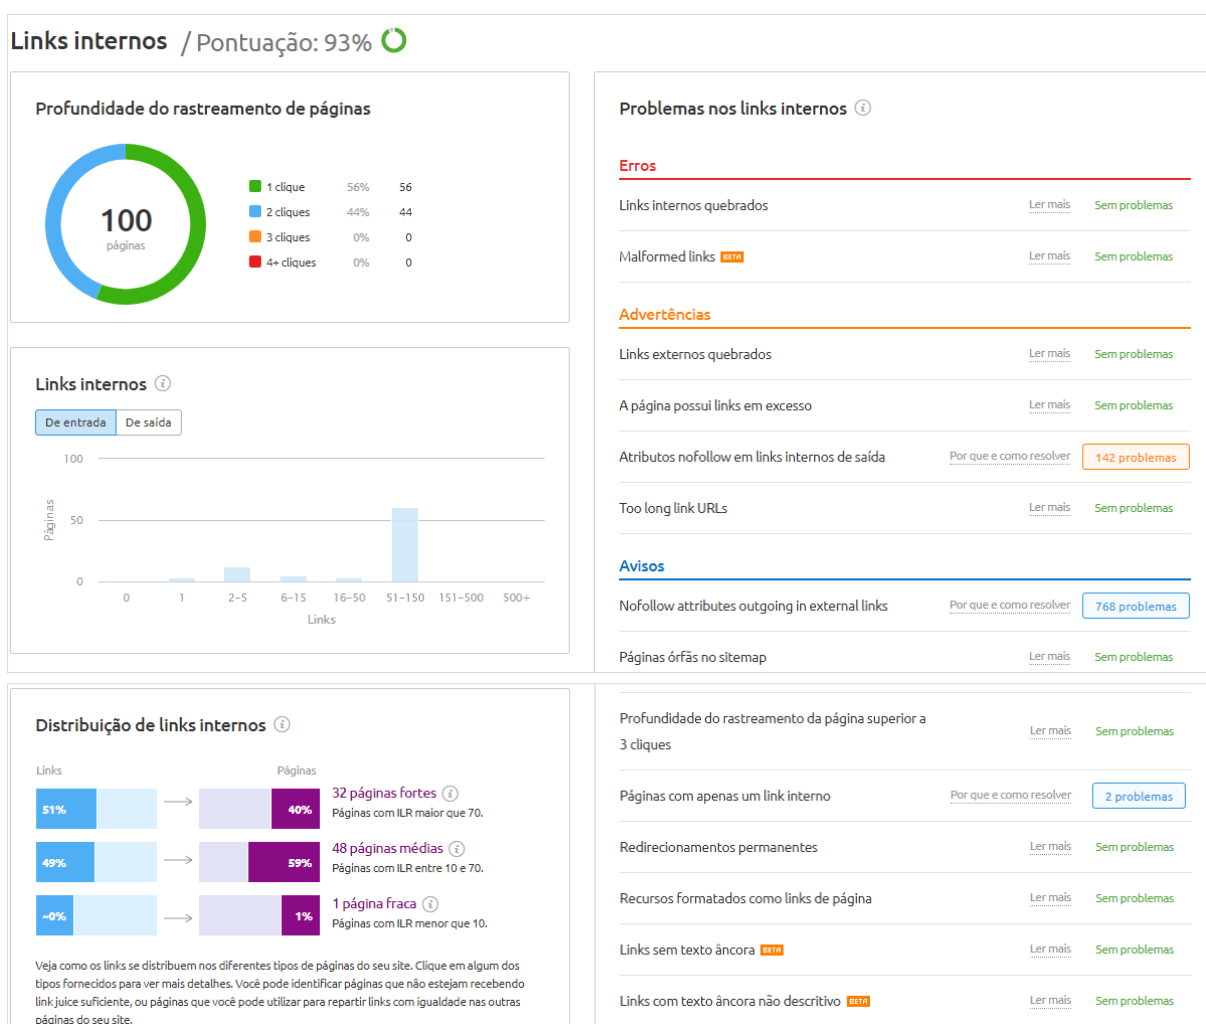 Links internos / Pontuação: 93%
Profundidade do rastreamento de páginas
100
páginas
1 clique 56% 56
2 cliques 44% 44
3 cliques 0% 0
4+ cliques 0% 0
Links internos
De entrada De saída
100
50
0
Páginas
0 1 2-5 6-15 16-50 51-150 151-500 500+
Links
Problemas nos links internos
Erros
Links internos quebrados Ler mais Sem problemas
Malformed links BETA Ler mais Sem problemas
Advertências
Links externos quebrados Ler mais Sem problemas
A página possui links em excesso Ler mais Sem problemas
Atributos nofollow em links internos de saída Por que e como resolver 142 problemas
Too long link URLs Ler mais Sem problemas
Avisos
Nofollow attributes outgoing in external links Por que e como resolver 768 problemas
Páginas órfãs no sitemap Ler mais Sem problemas
Distribuição de links internos
Links Páginas
51% 40% 32 páginas fortes
Páginas com ILR maior que 70.
49% 59% 48 páginas médias
Páginas com ILR entre 10 e 70.
~0% 1% 1 página fraca
Páginas com ILR menor que 10.
Veja como os links se distribuem nos diferentes tipos de páginas do seu site. Clique em algum dos
tipos fornecidos para ver mais detalhes. Você pode identificar páginas que não estejam recebendo
link juice suficiente, ou páginas que você pode utilizar para repartir links com igualdade nas outras
páginas do seu site.
Profundidade do rastreamento da página superior a
3 cliques Ler mais Sem problemas
Páginas com apenas um link interno Por que e como resolver 2 problemas
Redirecionamentos permanentes Ler mais Sem problemas
Recursos formatados como links de página Ler mais Sem problemas
Links sem texto âncora BETA Ler mais Sem problemas
Links com texto âncora não descritivo BETA Ler mais Sem problemas